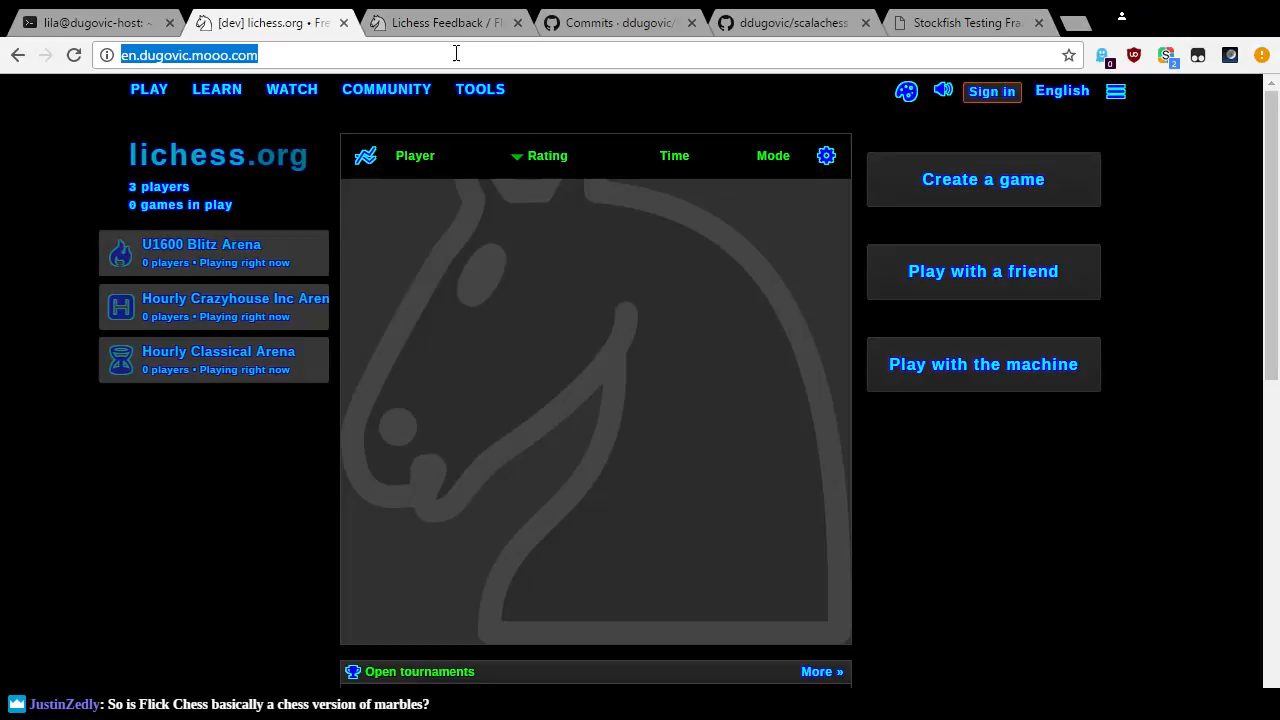 lila@dugovic-host: ~
[dev] lichess.org • Fre
Lichess Feedback / Fl
Commits · ddugovic/
ddugovic/scalachess
Stockfish Testing Fra
en.dugovic.mooo.com
0
2
PLAY LEARN WATCH COMMUNITY TOOLS
Sign in English
lichess.org
3 players
0 games in play
U1600 Blitz Arena
0 players • Playing right now
Hourly Crazyhouse Inc Aren
0 players • Playing right now
Hourly Classical Arena
0 players • Playing right now
Player Rating Time Mode
Create a game
Play with a friend
Play with the machine
Open tournaments More »
JustinZedly: So is Flick Chess basically a chess version of marbles?